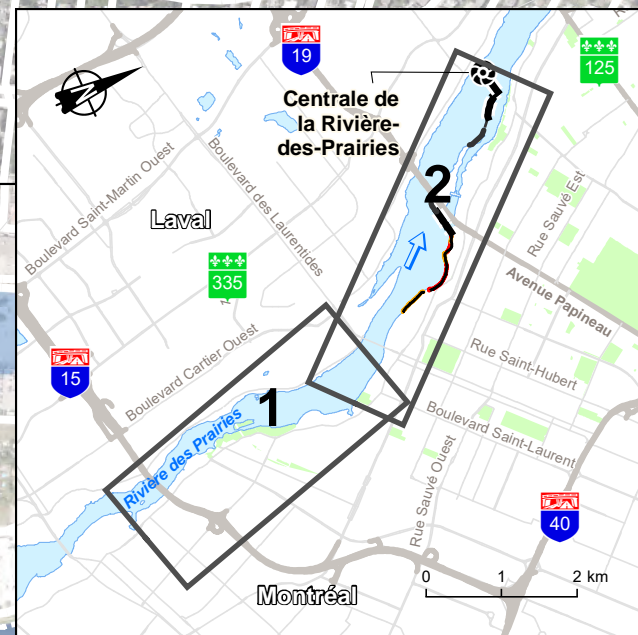 19
125
Centrale de
la Rivière-
des-Prairies
Boulevard Saint-Martin Ouest
Boulevard des Laurentides
Laval
2
Rue Sauvé Est
335
Avenue Papineau
15
Boulevard Cartier Ouest
1
Rue Saint-Hubert
Rivière des Prairies
Boulevard Saint-Laurent
Rue Sauvé Ouest
40
Montréal
0 1 2 km